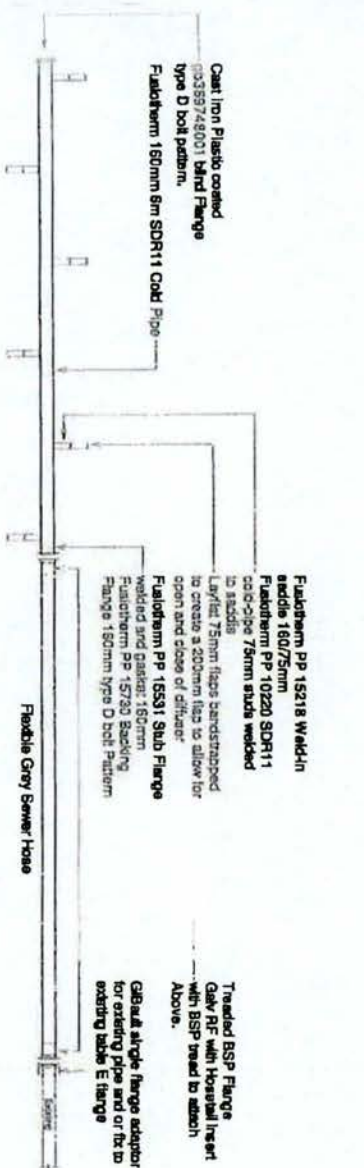 Cast Iron Plastic coated
gib369748001 blind Flange
type D bolt pattern.
Fusiotherm 160mm 6m SDR11 Cold Pipe
Fusiotherm PP 15218 Weld-in
saddle 160/75mm
Fusiotherm PP 10220 SDR11
cold-pipe 75mm studs welded
to saddle
Layflat 75mm flaps bandstrapped
to create a 200mm flap to allow for
open and close of diffuser
Fusiotherm PP 15531 Stub Flange
welded and gasket 160mm
Fusiotherm PP 15730 Backing
Flange 160mm type D bolt Pattern
Flexible Grey Sewer Hose
Treaded BSP Flange
Galv RF with Hosetail Insert
with BSP tread to attach
Above.
GiBault single flange adaptor
for existing pipe and or fix to
existing table E flange
Existing